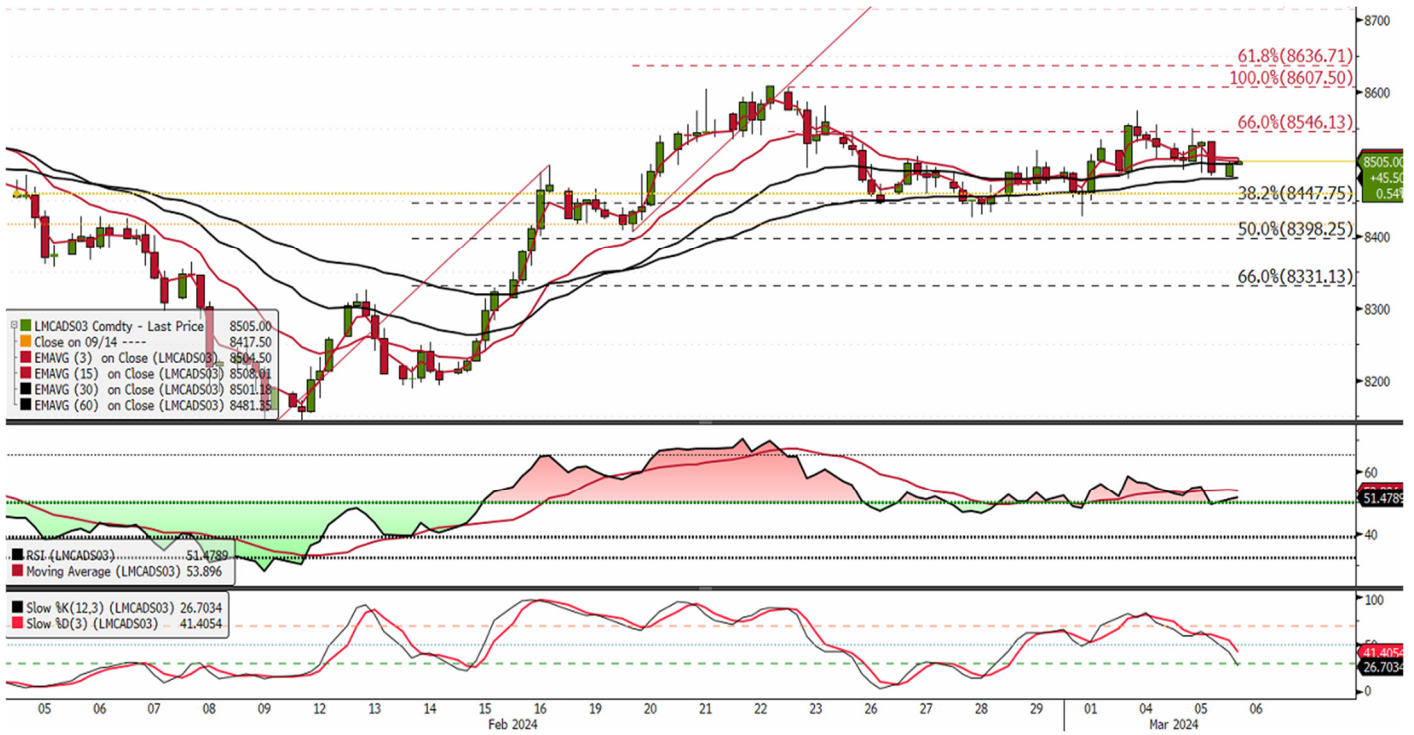 8700
61.8%(8636.71)
100.0%(8607.50)
8600
66.0%(8546.13)
8505.00
+45.50
0.54%
38.2%(8447.75)
8400
50.0%(8398.25)
66.0%(8331.13)
8300
8200
LMCADS03 Comdty - Last Price 8505.00
Close on 09/14 ---- 8417.50
EMAVG (3) on Close (LMCADS03) 8504.50
EMAVG (15) on Close (LMCADS03) 8508.01
EMAVG (30) on Close (LMCADS03) 8501.18
EMAVG (60) on Close (LMCADS03) 8481.35
60
51.4789
40
RSI (LMCADS03) 51.4789
Moving Average (LMCADS03) 53.896
100
Slow %K(12,3) (LMCADS03) 26.7034
Slow %D(3) (LMCADS03) 41.4054
41.4054
26.7034
0
05 06 07 08 09 12 13 14 15 16 19 20 21 22 23 26 27 28 29 01 04 05 06
Feb 2024 Mar 2024